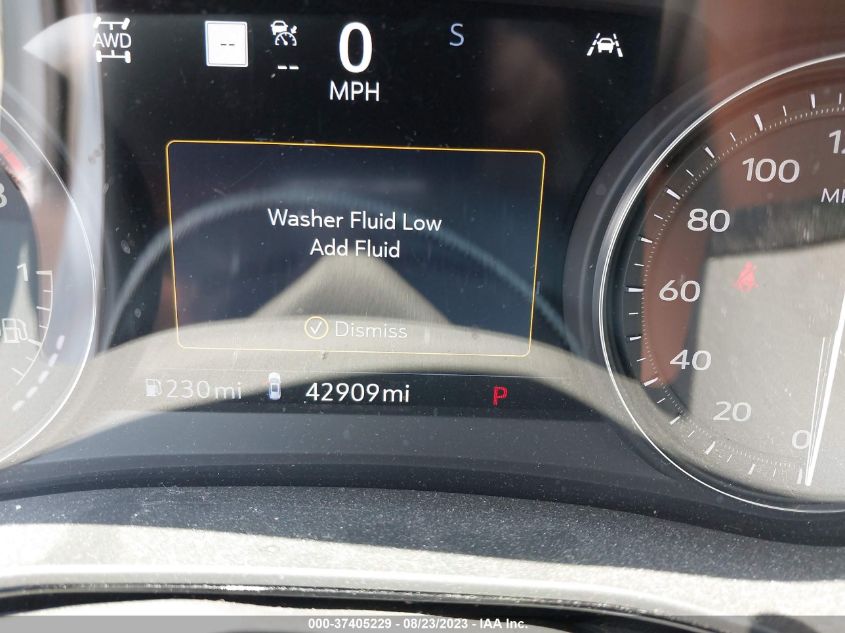 AWD
--
--
0
MPH
S
Washer Fluid Low
Add Fluid
Dismiss
230mi
42909mi
P
1
100
80
60
40
20
0
000-37405229 - 08/23/2023 - IAA Inc.